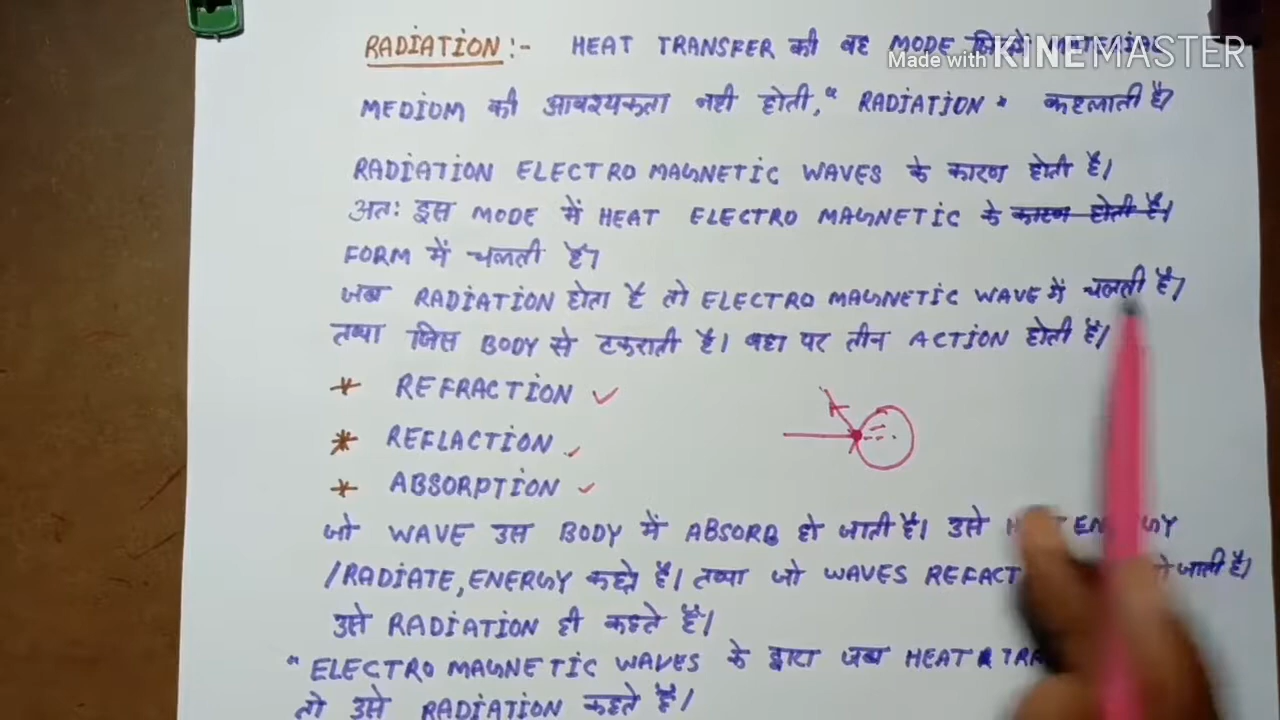 RADIATION :- HEAT TRANSFER की वह MODE जिसमे
Made with KINEMASTER
MEDIOM की आवश्यकता नही होती, " RADIATION " कहलाती है।
RADIATION ELECTRO MAGNETIC WAVES के कारण होती है।
अतः इस MODE में HEAT ELECTRO MAGNETIC के कारण होती है।
FORM में चलती है।
जब RADIATION होता है तो ELECTRO MAGNETIC WAVE में चलती है।
तथा जिस BODY से टकराती है। वहा पर तीन ACTION होती है।
* REFRACTION ✓
* REFLACTION ✓
* ABSORPTION ✓
जो WAVE उस BODY में ABSORB हो जाती है। उसे
/RADIATE, ENERGY कहते है। तथा जो WAVES जाती है।
उसे RADIATION ही कहते है।
" ELECTRO MAGNETIC WAVES के द्वारा जब HEAT
तो उसे RADIATION कहते है।